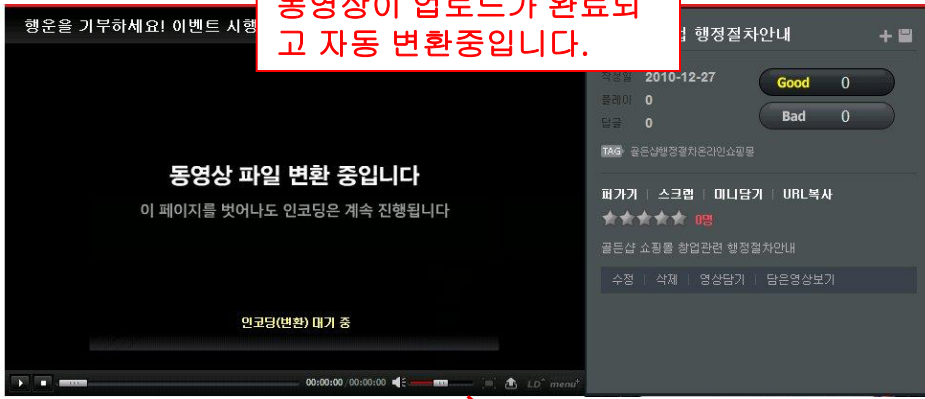 동영상이 업로드가 완료되
고 자동 변환중입니다.
행운을 기부하세요! 이벤트 시행
행정절차안내
작성일 2010-12-27
플레이 0
답글 0
Good 0
Bad 0
TAG 골든샵행정절차온라인쇼핑몰
동영상 파일 변환 중입니다
이 페이지를 벗어나도 인코딩은 계속 진행됩니다
인코딩(변환) 대기 중
퍼가기 | 스크랩 | 미니담기 | URL복사
0명
골든샵 쇼핑몰 창업관련 행정절차안내
수정 | 삭제 | 영상담기 | 담은영상보기
00:00:00/00:00:00
LD^ menu+